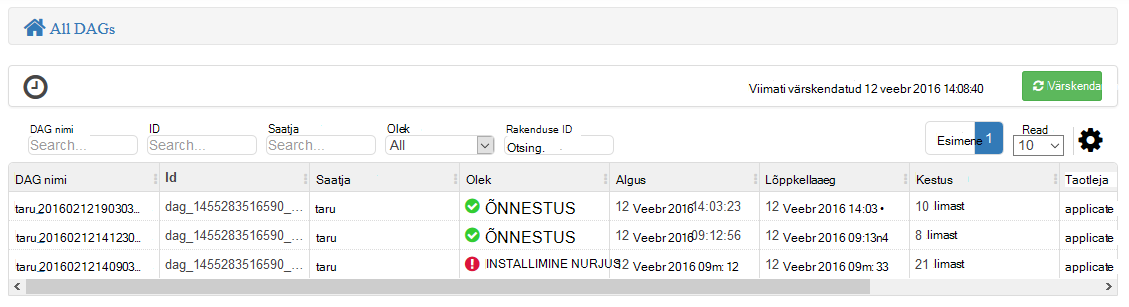 All DAGs
Viimati värskendatud 12 veebr 2016 14:08:40 Värskenda
DAG nimi ID Saatja Olek Rakenduse ID Esimene 1 Read
Search... Search... Search... All Otsing. 10
DAG nimi Id Saatja Olek Algus Lõppkellaaeg Kestus Taotleja
taru_20160212190303... dag_1455283516590_... taru ÕNNESTUS 12 Veebr 2016 14:03:23 12 Veebr 2016 14:03 • 10 limast applicate
taru_20160212141230... dag_1455283516590_... taru ÕNNESTUS 12 Veebr 2016 09:12:56 12 Veebr 2016 09:13n4 8 limast applicate
taru_20160212140903... dag_1455283516590_... taru INSTALLIMINE NURJUS 12 Veebr 2016 09m: 12 12 Veebr 2016 09m: 33 21 limast applicate